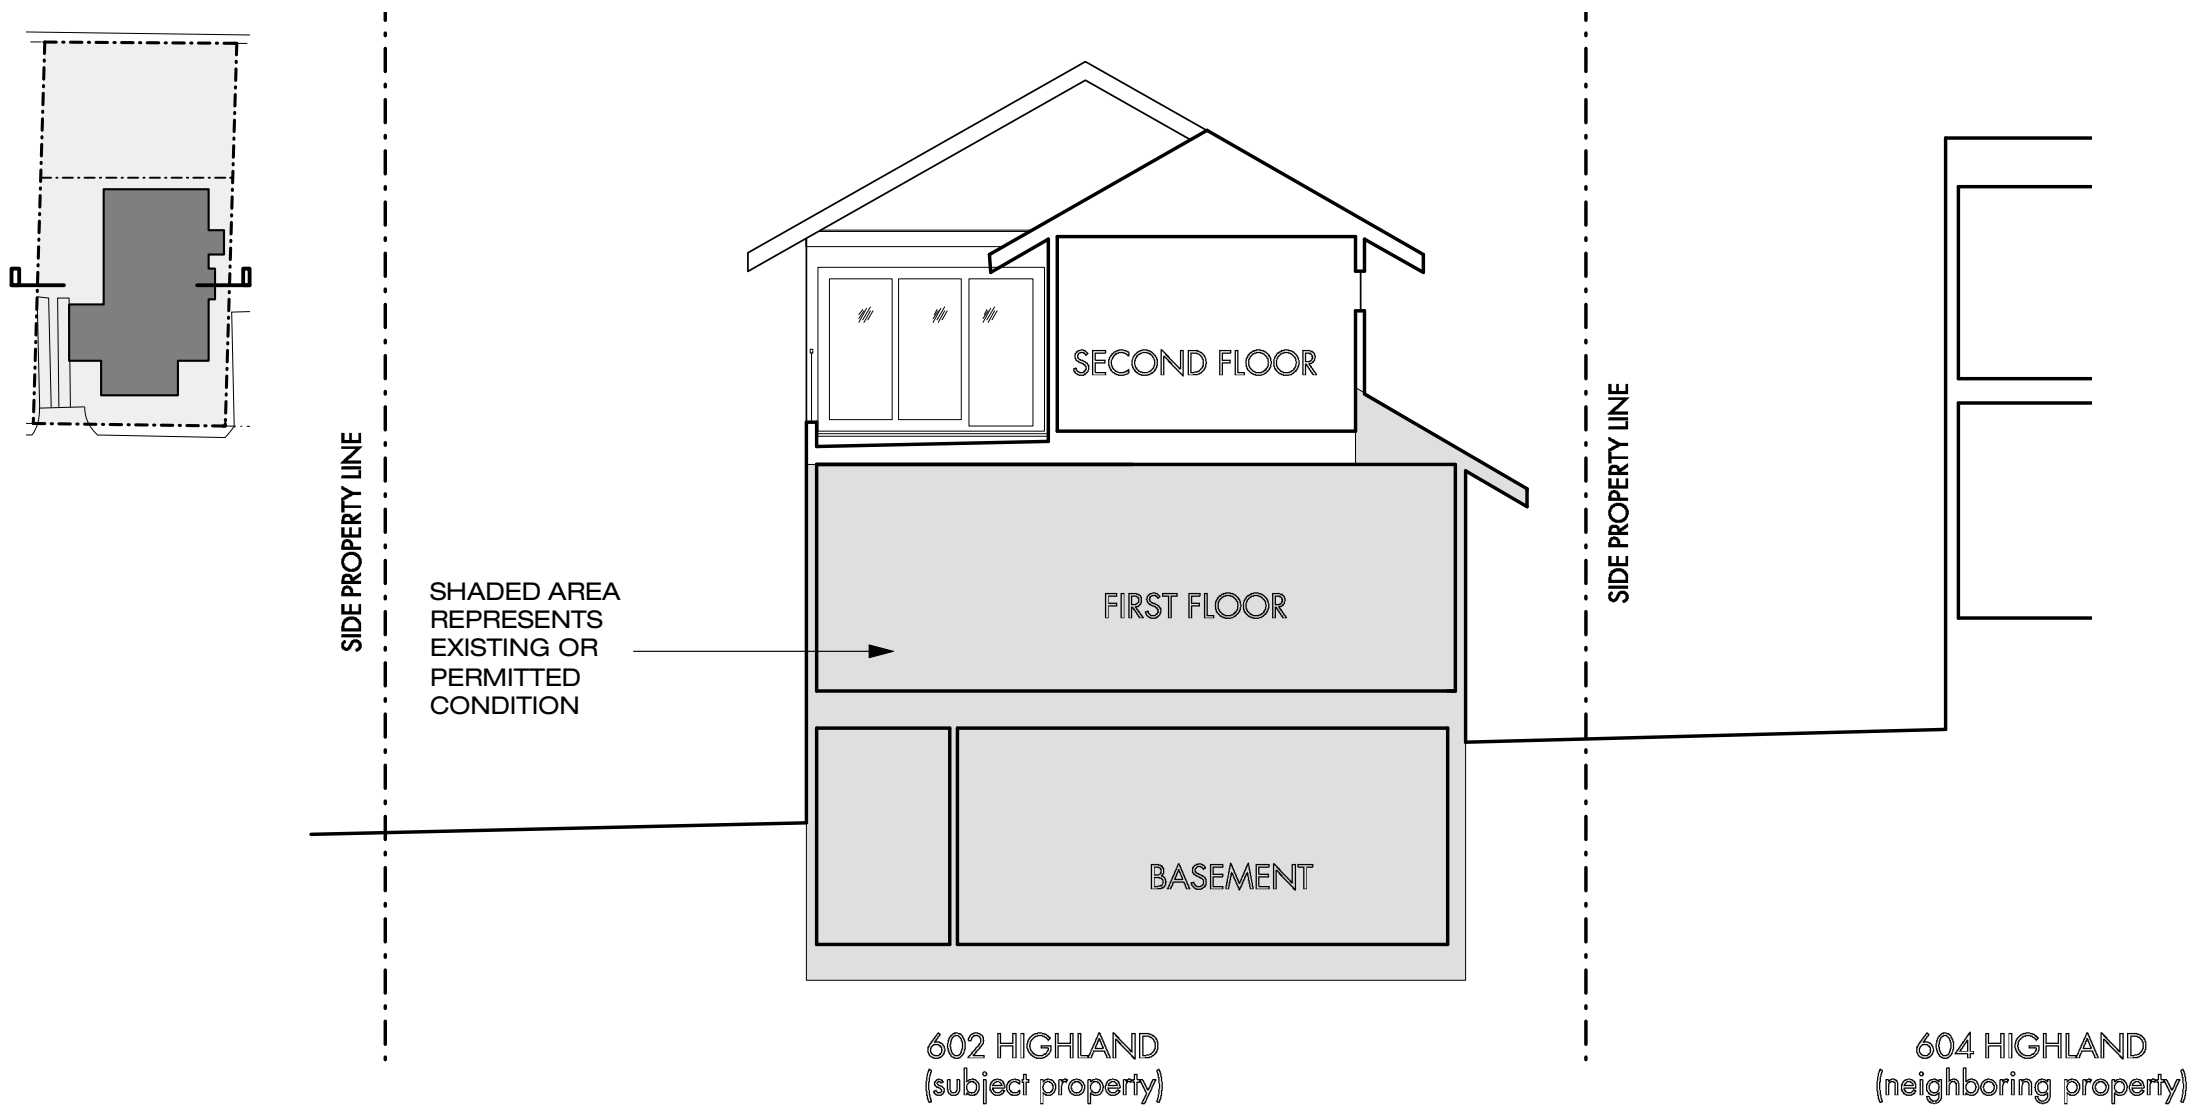 SECOND FLOOR
SIDE PROPERTY LINE
SIDE PROPERTY LINE
SHADED AREA
REPRESENTS
EXISTING OR
PERMITTED
CONDITION
FIRST FLOOR
BASEMENT
602 HIGHLAND
(subject property)
604 HIGHLAND
(neighboring property)